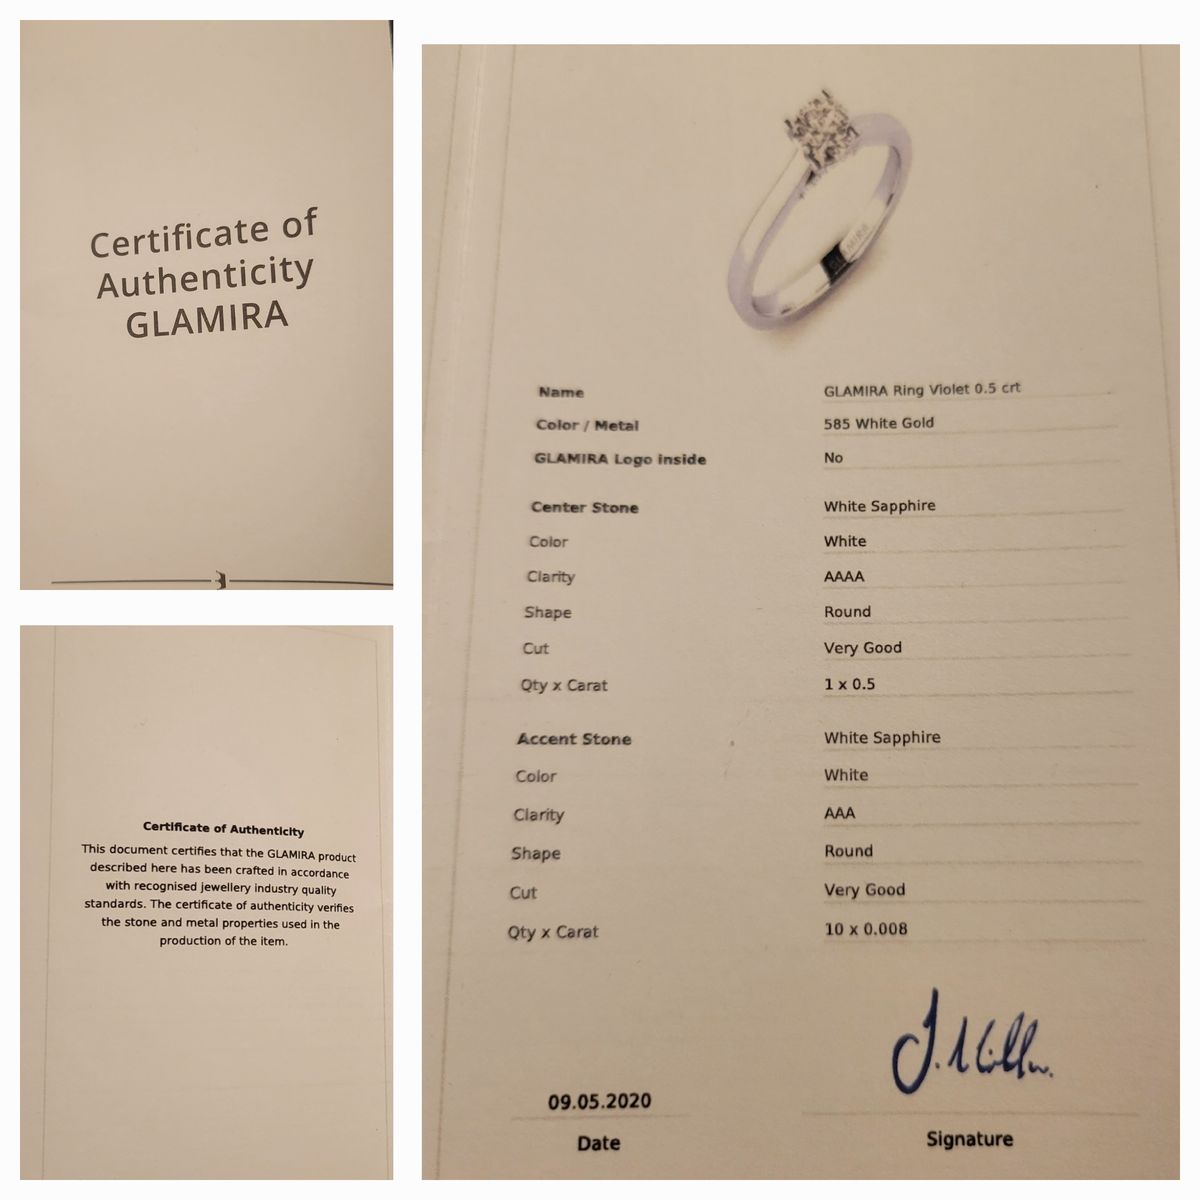 Certificate of
Authenticity
GLAMIRA
Certificate of Authenticity
This document certifies that the GLAMIRA product
described here has been crafted in accordance
with recognised jewellery industry quality
standards. The certificate of authenticity verifies
the stone and metal properties used in the
production of the item.
Name GLAMIRA Ring Violet 0.5 crt
Color / Metal 585 White Gold
GLAMIRA Logo inside No
Center Stone White Sapphire
Color White
Clarity AAAA
Shape Round
Cut Very Good
Qty x Carat 1 x 0.5
Accent Stone White Sapphire
Color White
Clarity AAA
Shape Round
Cut Very Good
Qty x Carat 10 x 0.008
09.05.2020
Date Signature